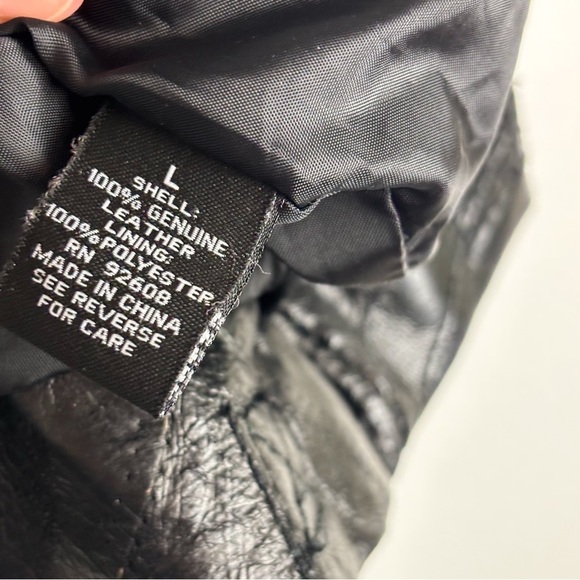 L
SHELL:
100% GENUINE
LEATHER
LINING:
100%POLYESTER
RN 92608
MADE IN CHINA
SEE REVERSE
FOR CARE